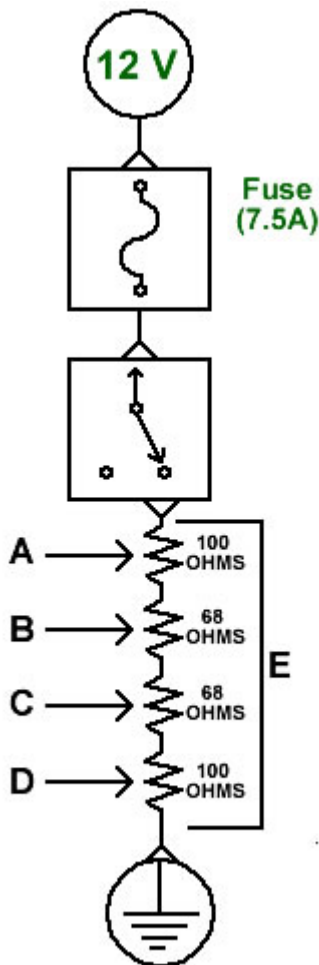 12 V
Fuse
(7.5A)
A
100
OHMS
B
68
OHMS
E
C
68
OHMS
D
100
OHMS